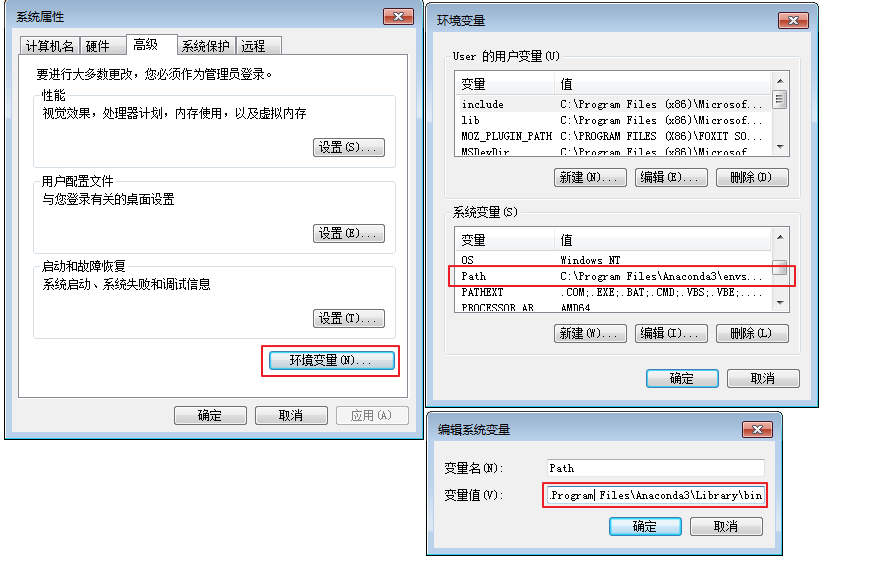 系统属性
计算机名 硬件 高级 系统保护 远程
要进行大多数更改，您必须作为管理员登录。
性能
视觉效果，处理器计划，内存使用，以及虚拟内存
设置(S)...
用户配置文件
与您登录有关的桌面设置
设置(E)...
启动和故障恢复
系统启动、系统失败和调试信息
设置(T)...
环境变量(N)...
确定 取消 应用(A)
环境变量
User 的用户变量(U)
变量 值
include C:\Program Files (x86)\Microsof...
lib C:\Program Files (x86)\Microsof...
MOZ_PLUGIN_PATH C:\PROGRAM FILES (X86)\FOXIT SO...
MSDevDir C:\Program Files (x86)\Microsof
新建(N)... 编辑(E)... 删除(D)
系统变量(S)
变量 值
OS Windows_NT
Path C:\Program Files\Anaconda3\envs...
PATHEXT .COM;.EXE;.BAT;.CMD;.VBS;.VBE;....
PROCESSOR_AR AMD64
新建(W)... 编辑(I)... 删除(L)
确定 取消
编辑系统变量
变量名(N): Path
变量值(V): .Program Files\Anaconda3\Library\bin
确定 取消